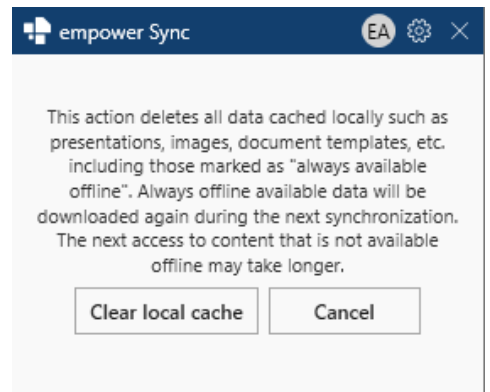 empower Sync EA
This action deletes all data cached locally such as
presentations, images, document templates, etc.
including those marked as "always available
offline". Always offline available data will be
downloaded again during the next synchronization.
The next access to content that is not available
offline may take longer.
Clear local cache Cancel